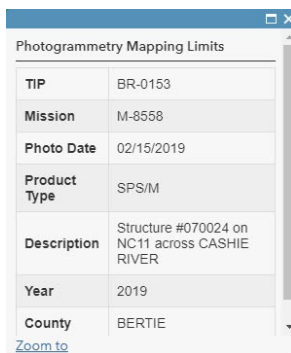 Photogrammetry Mapping Limits
TIP BR-0153
Mission M-8558
Photo Date 02/15/2019
Product
Type SPS/M
Description Structure #070024 on
NC11 across CASHIE
RIVER
Year 2019
County BERTIE
Zoom to